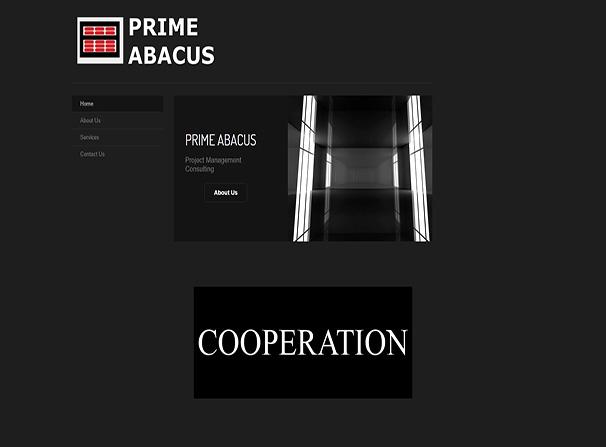 PRIME
ABACUS
Home
About Us
Services
Contact Us
PRIME ABACUS
Project Management
Consulting
About Us
COOPERATION